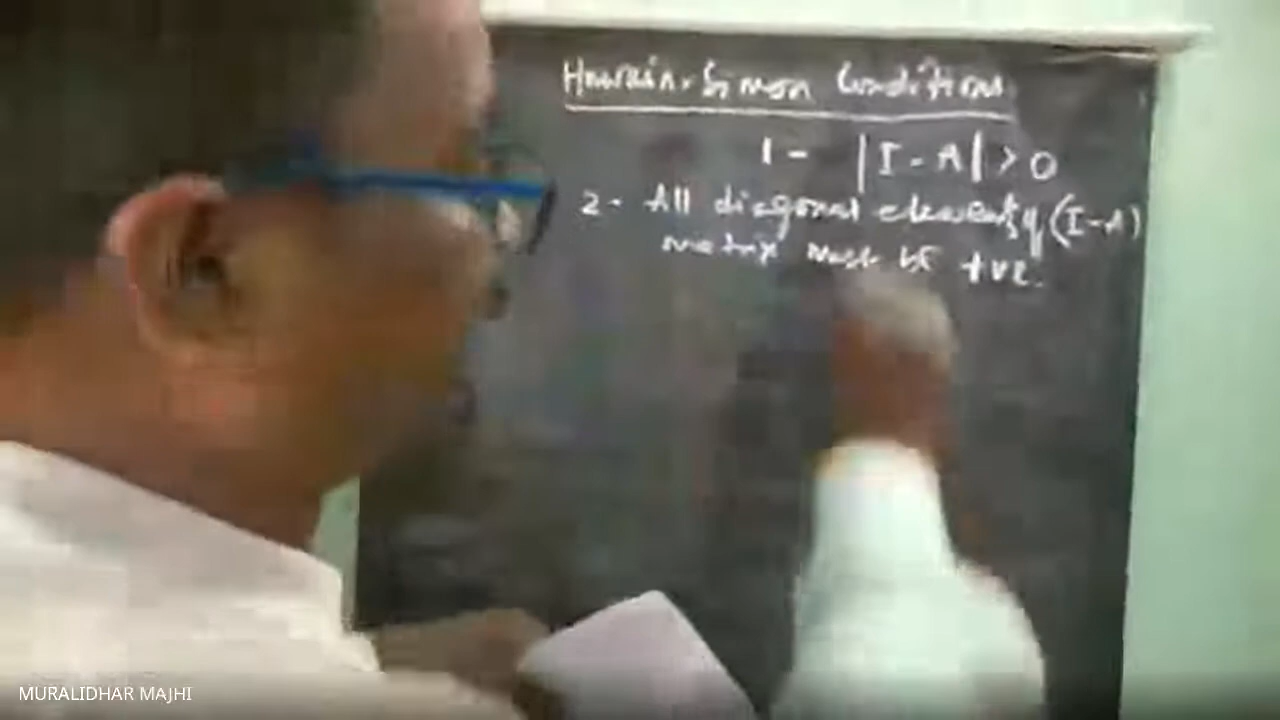 Hawkin-Simon Conditions
1 - |I - A| > 0
2 - All diagonal elements of (I-A)
matrix must be +ve.
MURALIDHAR MAJHI